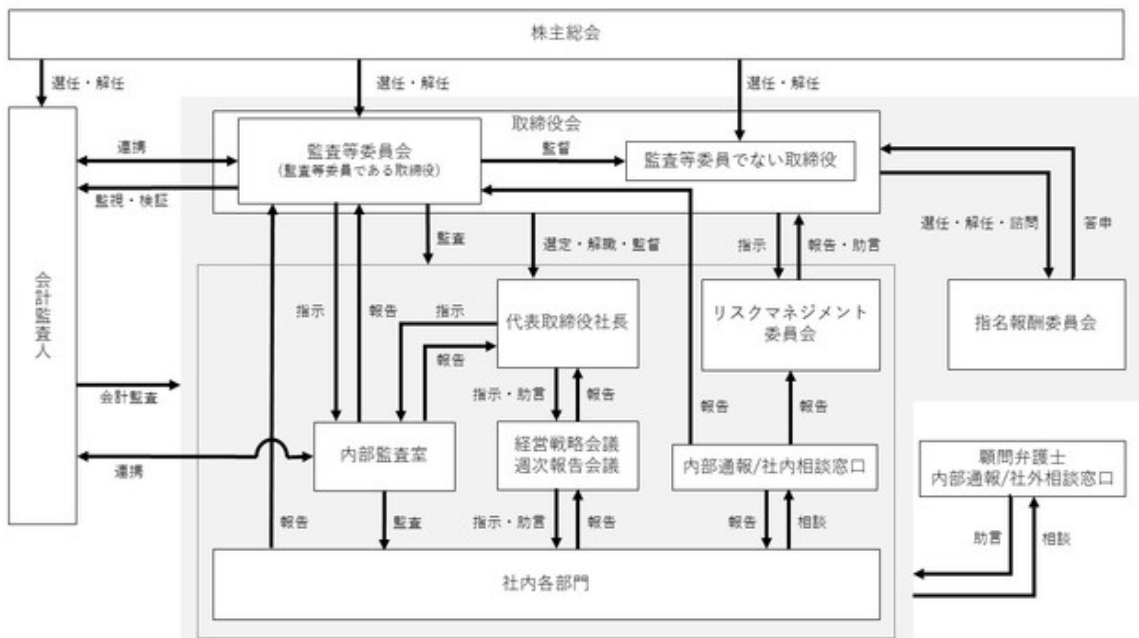 株主総会
選任・解任
選任・解任
選任・解任
取締役会
監査等委員会
(監査等委員である取締役)
監督
監査等委員でない取締役
連携
監視・検証
会計監査人
監査
選定・解職・監督
指示
報告・助言
選任・解任・諮問
答申
指示
報告
指示
代表取締役社長
リスクマネジメント
委員会
指名報酬委員会
報告
会計監査
指示・助言
報告
報告
報告
内部監査室
経営戦略会議
週次報告会議
内部通報/社内相談窓口
顧問弁護士
内部通報/社外相談窓口
連携
報告
監査
指示・助言
報告
報告
相談
助言
相談
社内各部門